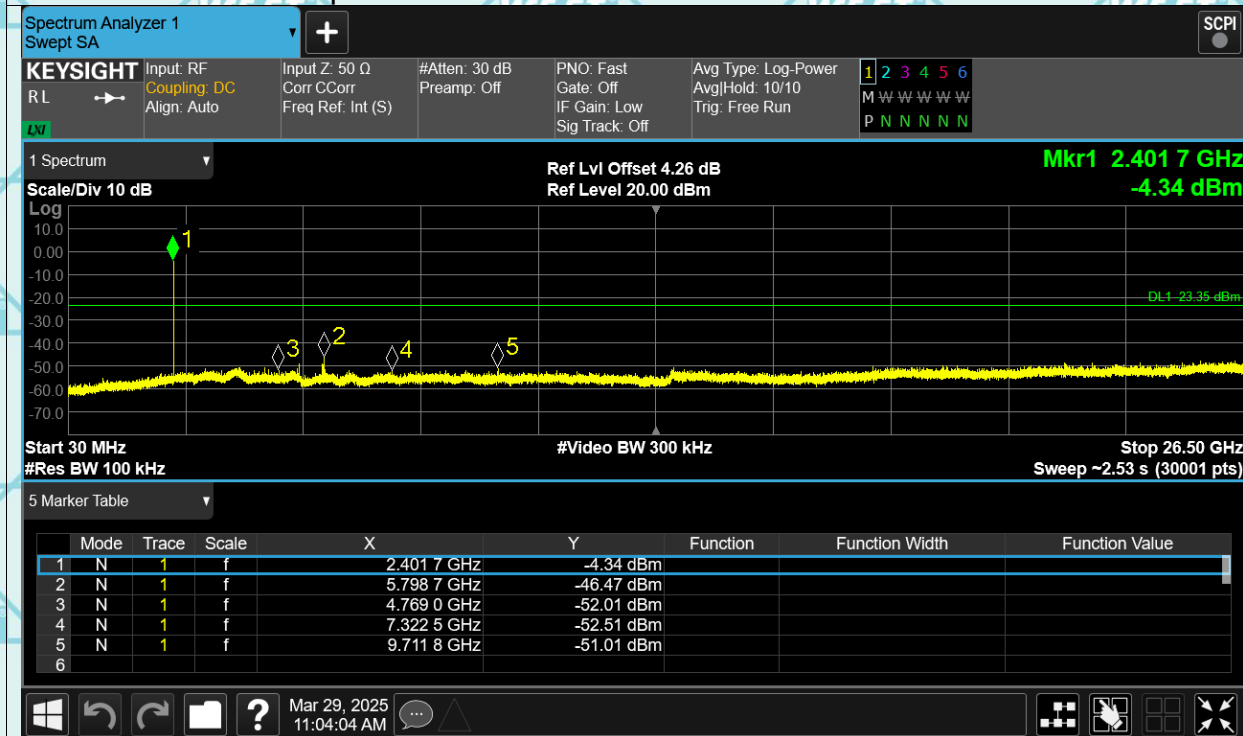 Spectrum Analyzer 1
Swept SA
+
SCPI
KEYSIGHT Input: RF Input Z: 50 Ω #Atten: 30 dB PNO: Fast Avg Type: Log-Power 1 2 3 4 5 6
RL Coupling: DC Corr CCorr Preamp: Off Gate: Off Avg|Hold: 10/10 M W W W W W W
Align: Auto Freq Ref: Int (S) IF Gain: Low Trig: Free Run
LXI Sig Track: Off P N N N N N N
1 Spectrum
Ref Lvl Offset 4.26 dB
Mkr1 2.401 7 GHz
Scale/Div 10 dB Ref Level 20.00 dBm -4.34 dBm
Log
10.0
0.00
-10.0
-20.0
-30.0
-40.0
-50.0
-60.0
-70.0
1
DL1 -23.35 dBm
3 2 4 5
Start 30 MHz #Video BW 300 kHz Stop 26.50 GHz
#Res BW 100 kHz Sweep ~2.53 s (30001 pts)
5 Marker Table
Mode Trace Scale X Y Function Function Width Function Value
1 N 1 f 2.401 7 GHz -4.34 dBm
2 N 1 f 5.798 7 GHz -46.47 dBm
3 N 1 f 4.769 0 GHz -52.01 dBm
4 N 1 f 7.322 5 GHz -52.51 dBm
5 N 1 f 9.711 8 GHz -51.01 dBm
6
? Mar 29, 2025
11:04:04 AM